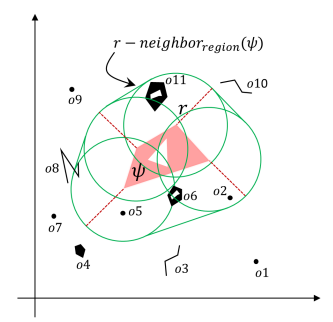 r − neighbor_region(ψ)
o11
o10
o9
r
o8
ψ
o6
o2
o5
o7
o4
o3
o1